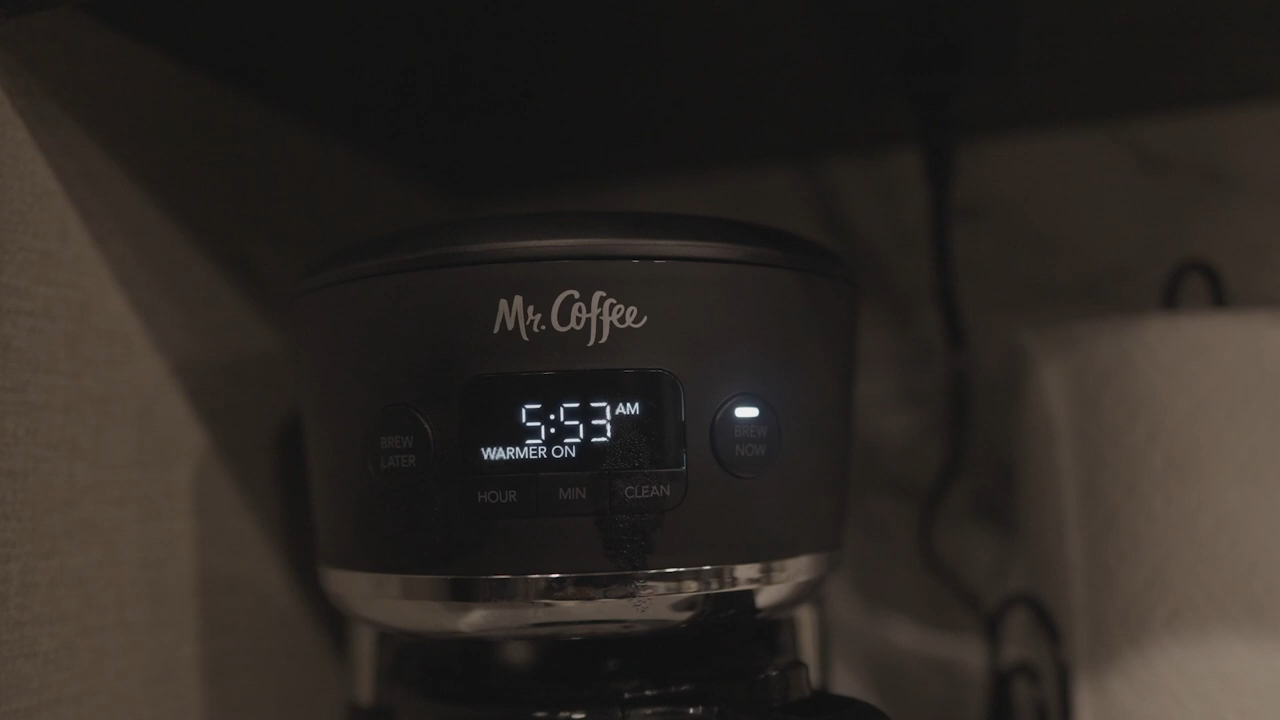 Mr. Coffee
5:53 AM
WARMER ON
BREW
LATER
BREW
NOW
HOUR
MIN
CLEAN